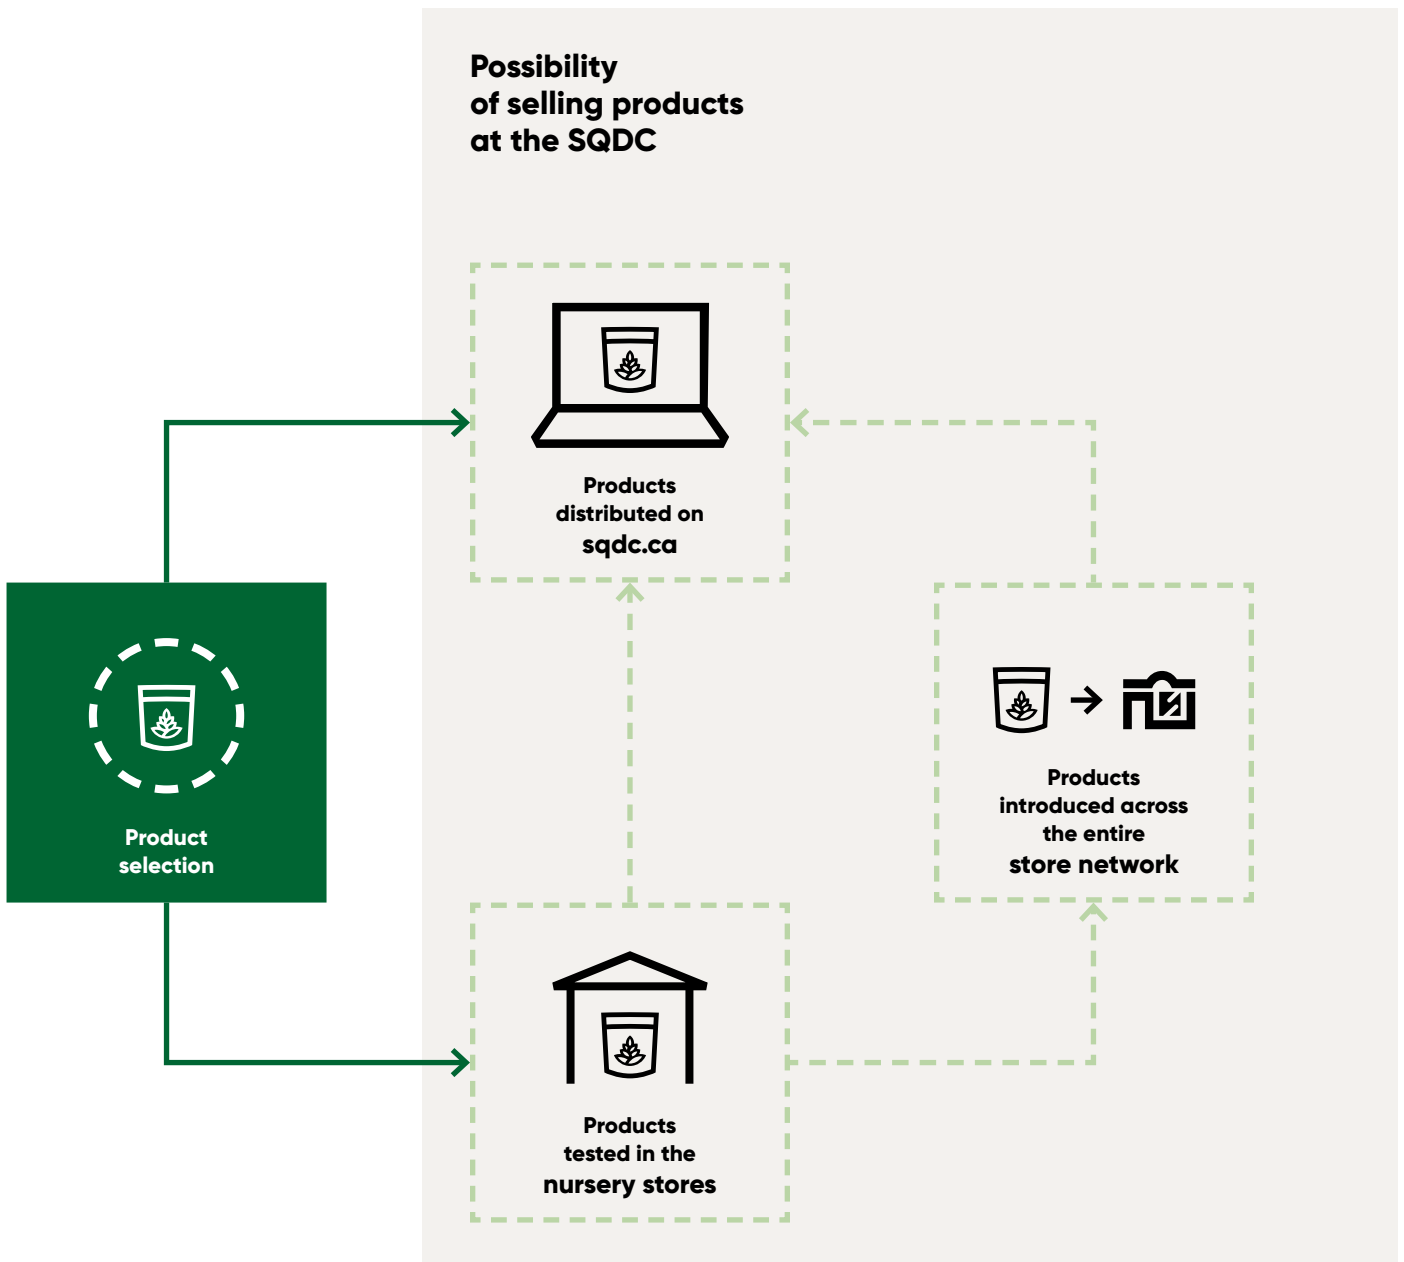 Possibility
of selling products
at the SQDC
Products
distributed on
sqdc.ca
Product
selection
Products
introduced across
the entire
store network
Products
tested in the
nursery stores